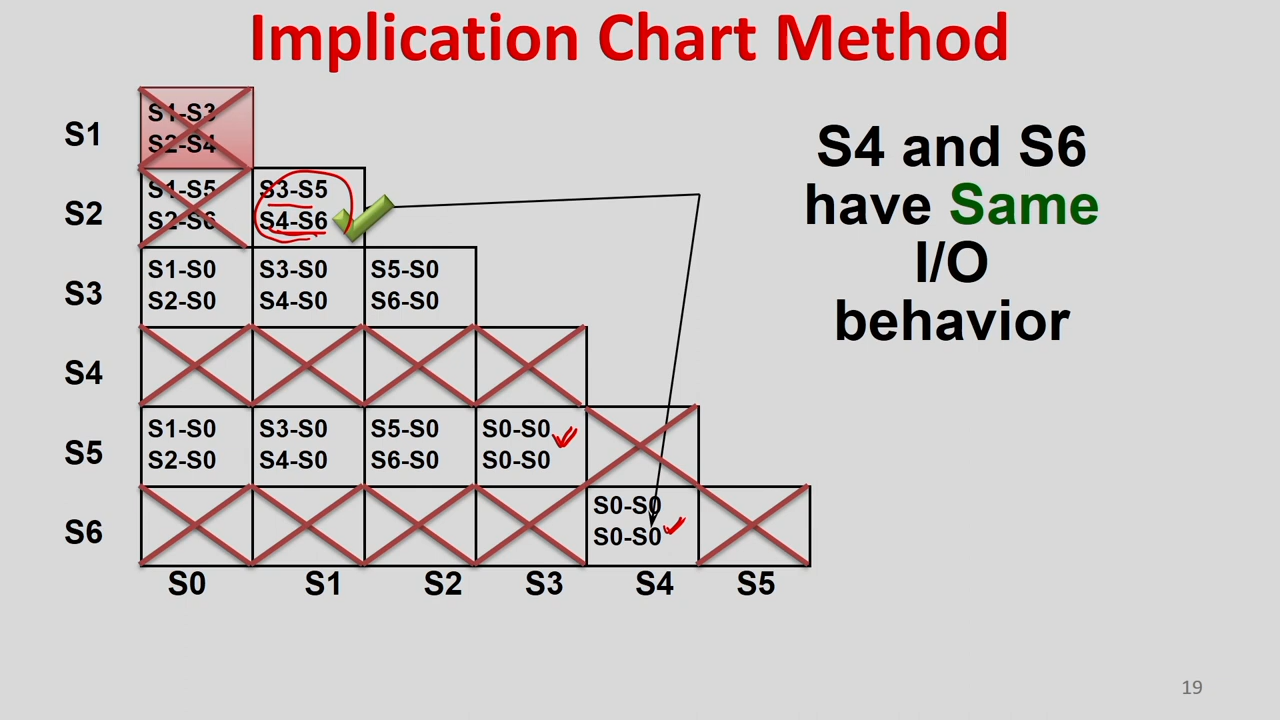 Implication Chart Method
S1
S1-S3
S2-S4
S2
S1-S5
S2-S6
S3-S5
S4-S6
S3
S1-S0
S2-S0
S3-S0
S4-S0
S5-S0
S6-S0
S4
S5
S1-S0
S2-S0
S3-S0
S4-S0
S5-S0
S6-S0
S0-S0
S0-S0
S6
S0-S0
S0-S0
S0 S1 S2 S3 S4 S5
S4 and S6
have Same
I/O
behavior
19